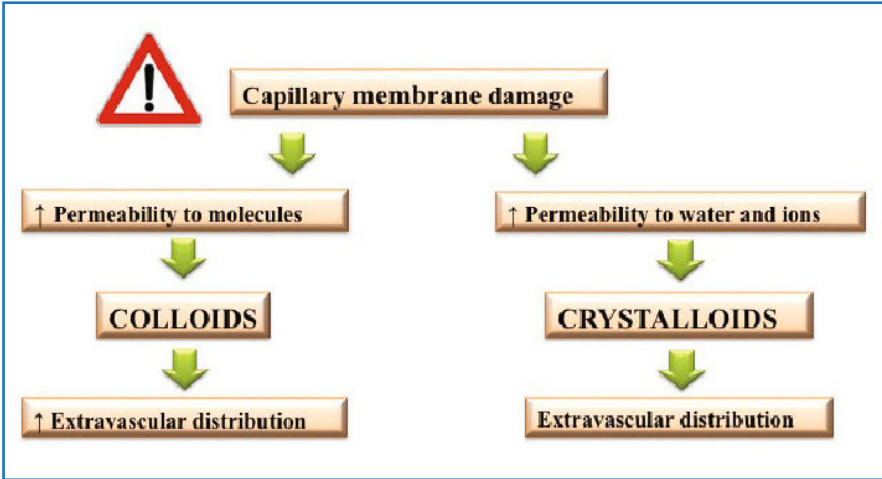 Capillary membrane damage
↑ Permeability to molecules
↑ Permeability to water and ions
COLLOIDS
CRYSTALLOIDS
↑ Extravascular distribution
Extravascular distribution